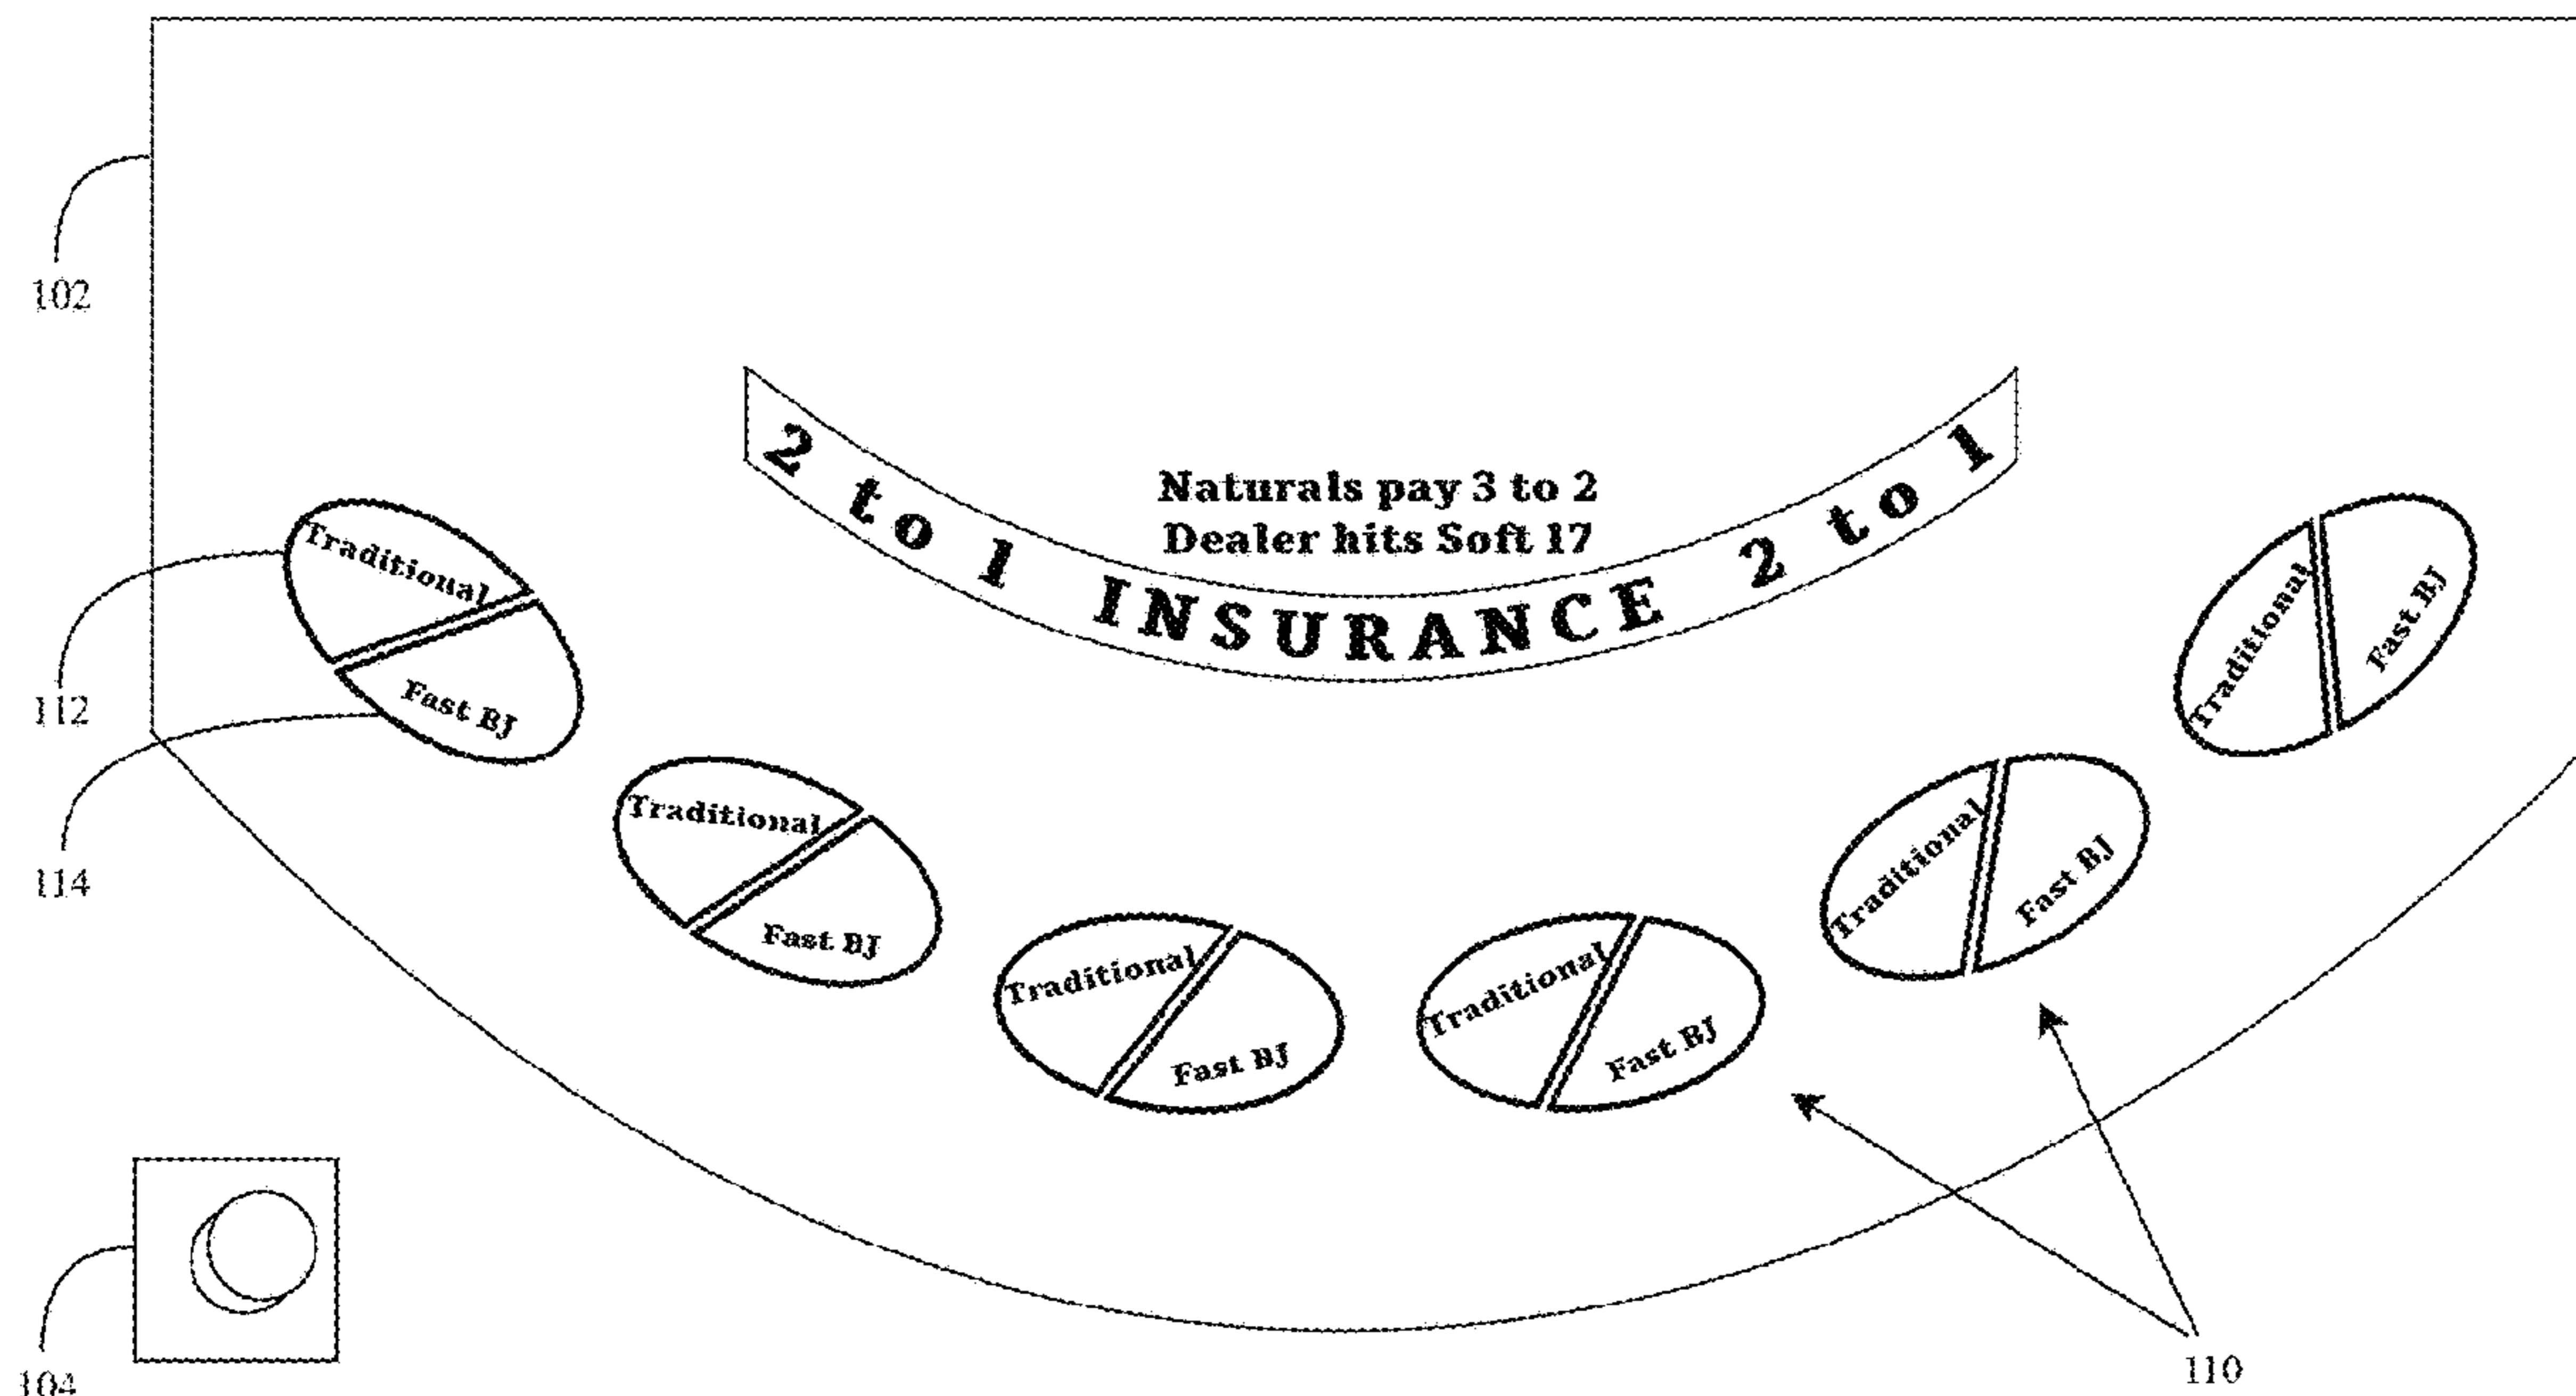 102
Naturals pay 3 to 2
Dealer hits Soft 17
2 to 1 INSURANCE 2 to 1
112
Traditional
Fast BJ
114
Traditional
Fast BJ
Traditional
Fast BJ
Traditional
Fast BJ
Traditional
Fast BJ
Traditional
Fast BJ
104
110